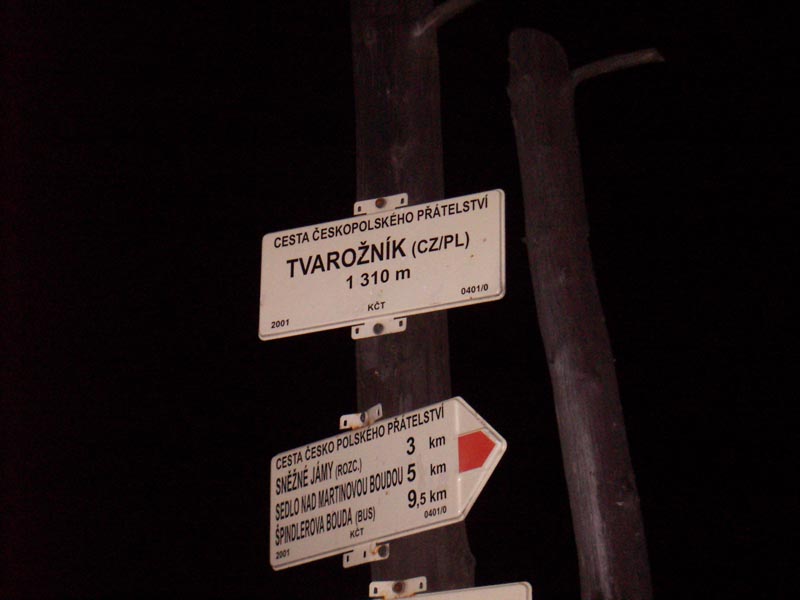 CESTA ČESKOPOLSKÉHO PŘÁTELSTVÍ
TVAROŽNÍK (CZ/PL)
1 310 m
2001 KČT 0401/0
CESTA ČESKO POLSKÉHO PŘÁTELSTVÍ
SNĚŽNÉ JÁMY (ROZC.) 3 km
SEDLO NAD MARTINOVOU BOUDOU 5 km
ŠPINDLEROVA BOUDA (BUS) 9,5 km
2001 KČT 0401/0